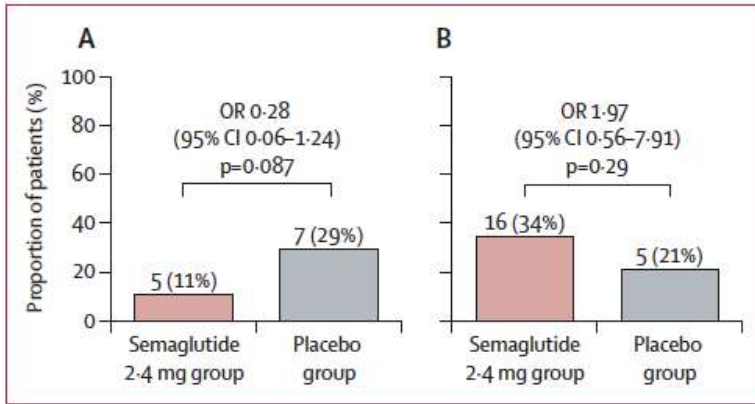 A
B
Proportion of patients (%)
100
80
60
40
20
0
OR 0·28
(95% CI 0·06–1·24)
p=0·087
5 (11%)
7 (29%)
Semaglutide
2·4 mg group
Placebo
group
OR 1·97
(95% CI 0·56–7·91)
p=0·29
16 (34%)
5 (21%)
Semaglutide
2·4 mg group
Placebo
group